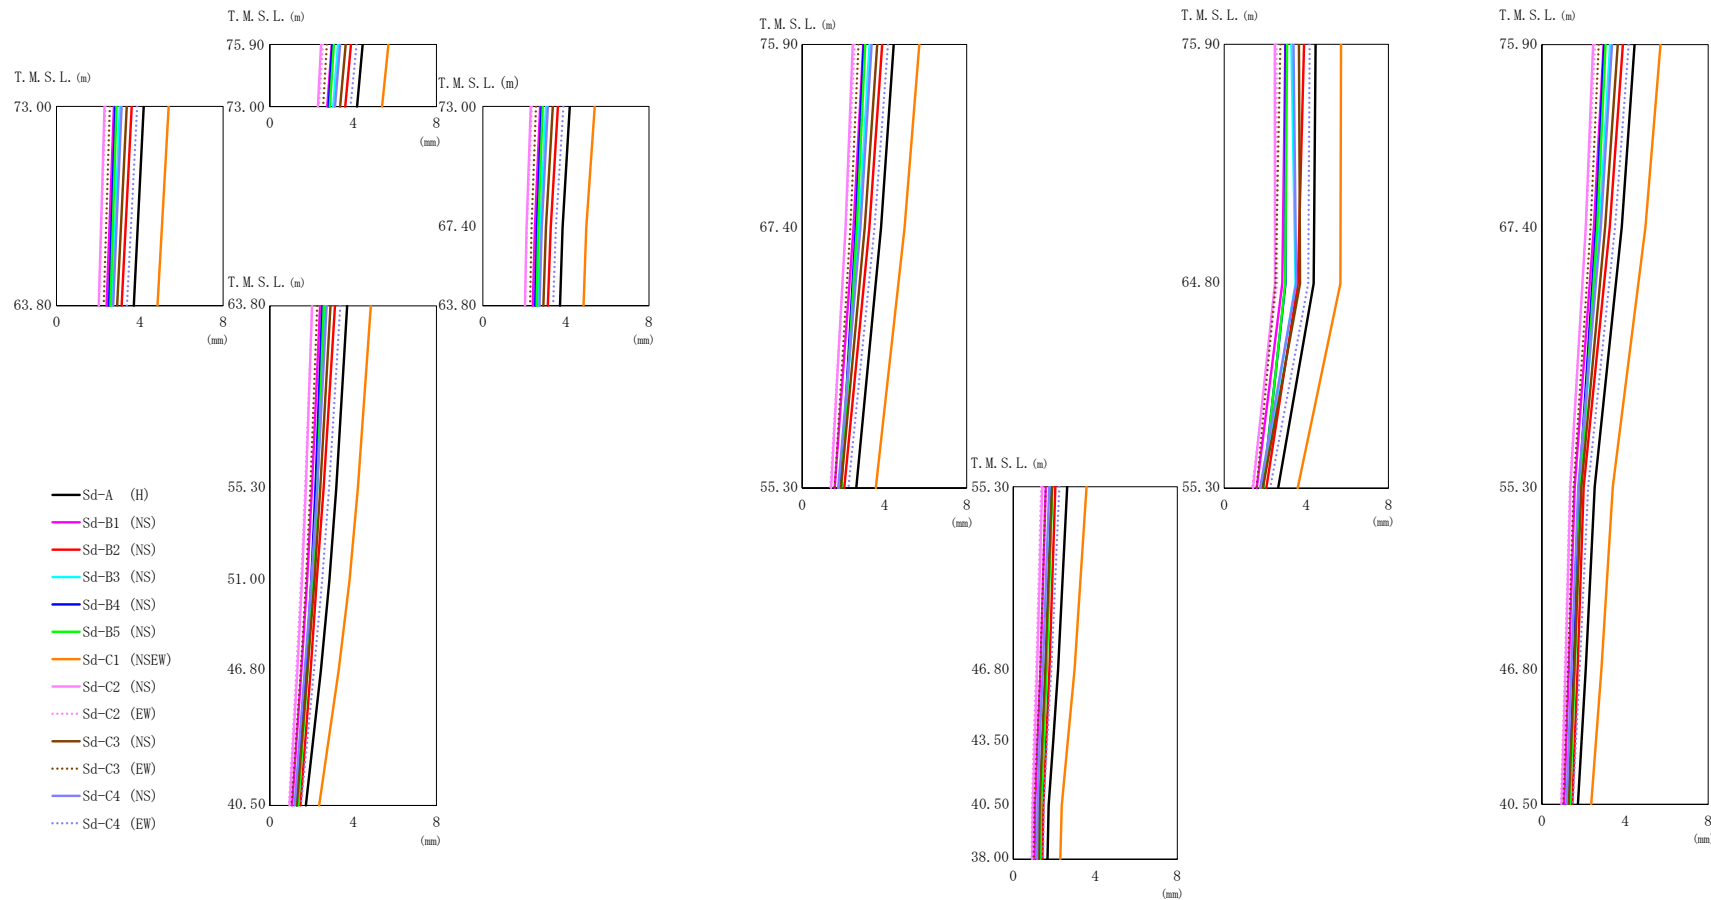 T.M.S.L.(m)
75.90
73.00
0 4 8
(mm)
T.M.S.L.(m)
73.00
63.80
0 4 8
(mm)
T.M.S.L.(m)
73.00
67.40
63.80
0 4 8
(mm)
T.M.S.L.(m)
63.80
55.30
51.00
46.80
40.50
0 4 8
(mm)
Sd-A (H)
Sd-B1 (NS)
Sd-B2 (NS)
Sd-B3 (NS)
Sd-B4 (NS)
Sd-B5 (NS)
Sd-C1 (NSEW)
Sd-C2 (NS)
Sd-C2 (EW)
Sd-C3 (NS)
Sd-C3 (EW)
Sd-C4 (NS)
Sd-C4 (EW)
T.M.S.L.(m)
75.90
67.40
55.30
0 4 8
(mm)
T.M.S.L.(m)
55.30
46.80
43.50
40.50
38.00
0 4 8
(mm)
T.M.S.L.(m)
75.90
64.80
55.30
0 4 8
(mm)
T.M.S.L.(m)
75.90
67.40
55.30
46.80
40.50
0 4 8
(mm)